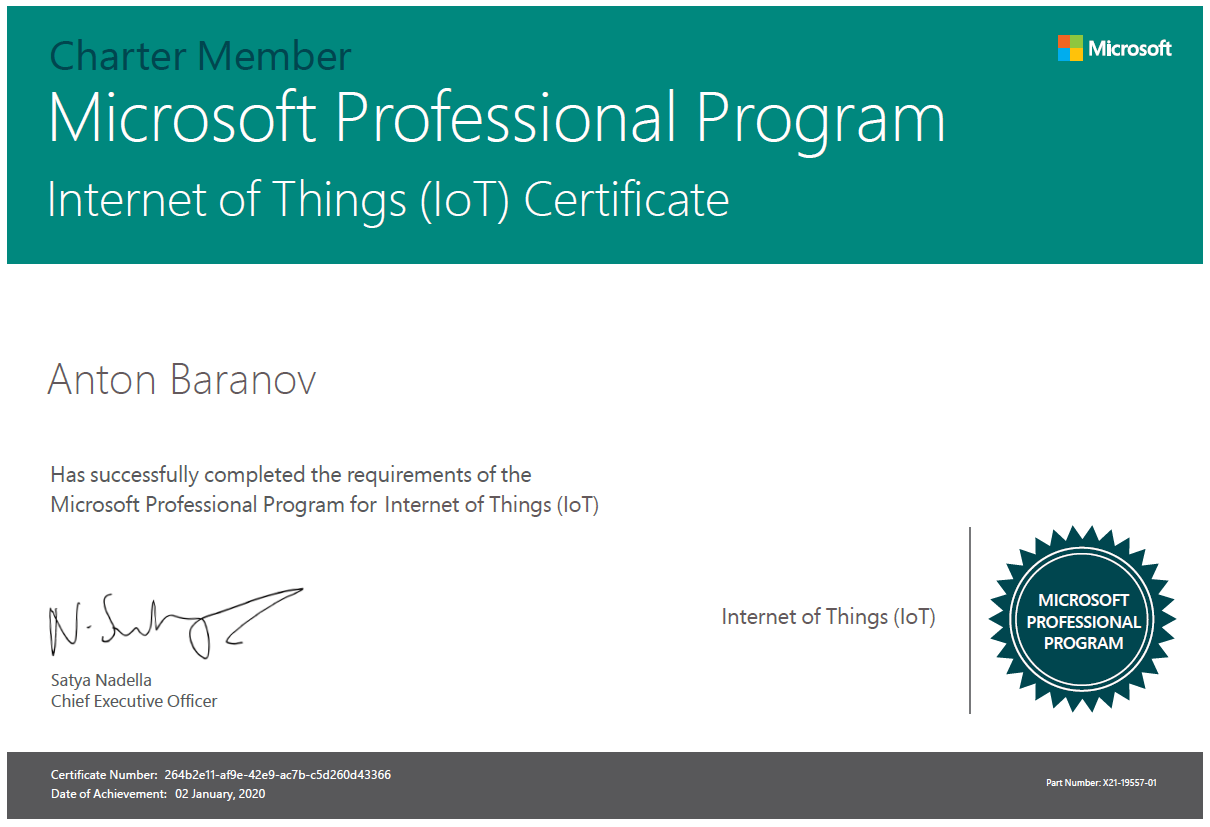 Charter Member
Microsoft
Microsoft Professional Program
Internet of Things (IoT) Certificate
Anton Baranov
Has successfully completed the requirements of the
Microsoft Professional Program for Internet of Things (IoT)
Satya Nadella
Chief Executive Officer
Internet of Things (IoT)
MICROSOFT
PROFESSIONAL
PROGRAM
Certificate Number: 264b2e11-af9e-42e9-ac7b-c5d260d43366
Date of Achievement: 02 January, 2020
Part Number: X21-19557-01